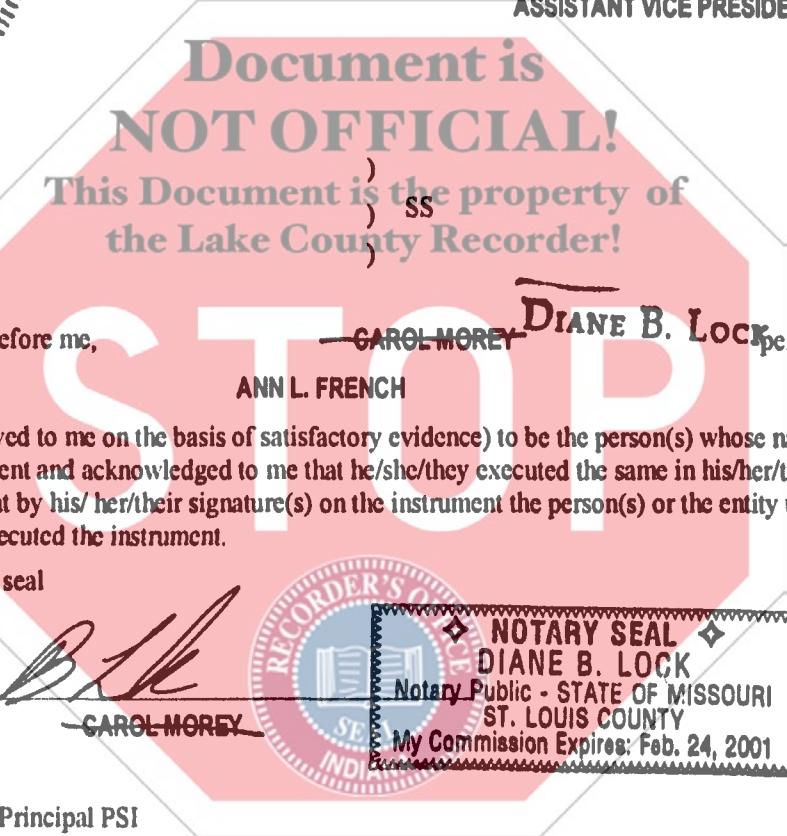 ASSISTANT VICE PRESIDE
Document is
NOT OFFICIAL!
)
This Document is the property of
) SS
the Lake County Recorder!
)
STOP
efore me, CAROL MOREY DIANE B. LOCK pe
ANN L. FRENCH
ved to me on the basis of satisfactory evidence) to be the person(s) whose n
ent and acknowledged to me that he/she/they executed the same in his/her/t
t by his/ her/their signature(s) on the instrument the person(s) or the entity
ecuted the instrument.
seal
RECORDER'S OFFICE
SEAL
INDIANA
NOTARY SEAL
DIANE B. LOCK
Notary Public - STATE OF MISSOURI
ST. LOUIS COUNTY
My Commission Expires: Feb. 24, 2001
CAROL MOREY
Principal PSI